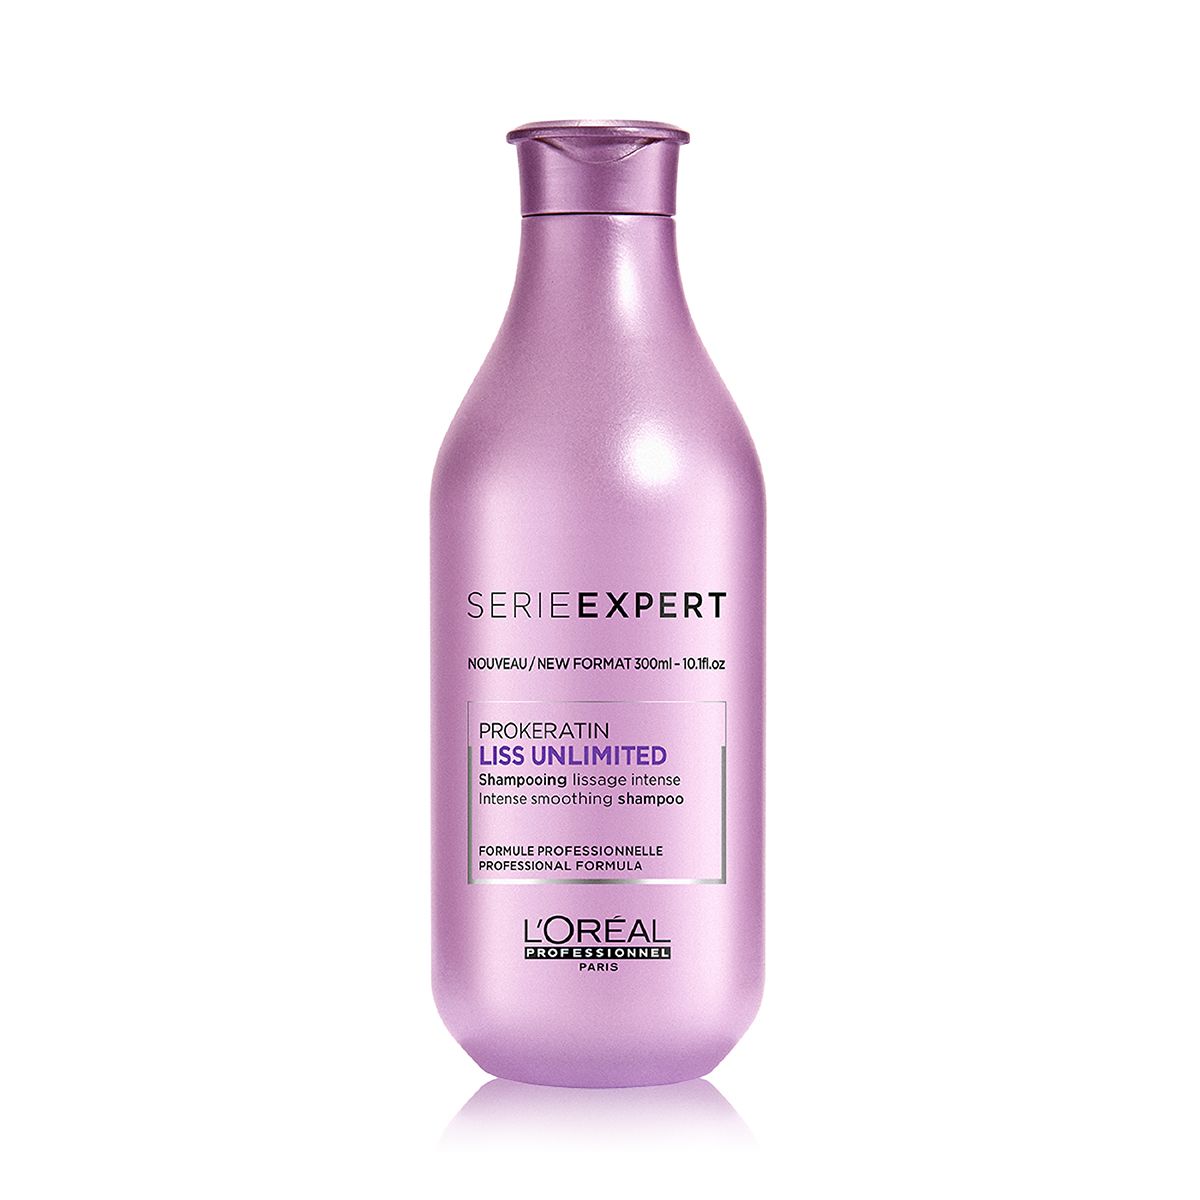 SERIEEXPERT
NOUVEAU / NEW FORMAT 300ml - 10.1fl.oz
PROKERATIN
LISS UNLIMITED
Shampooing lissage intense
Intense smoothing shampoo
FORMULE PROFESSIONNELLE
PROFESSIONAL FORMULA
L'ORÉAL
PROFESSIONNEL
PARIS